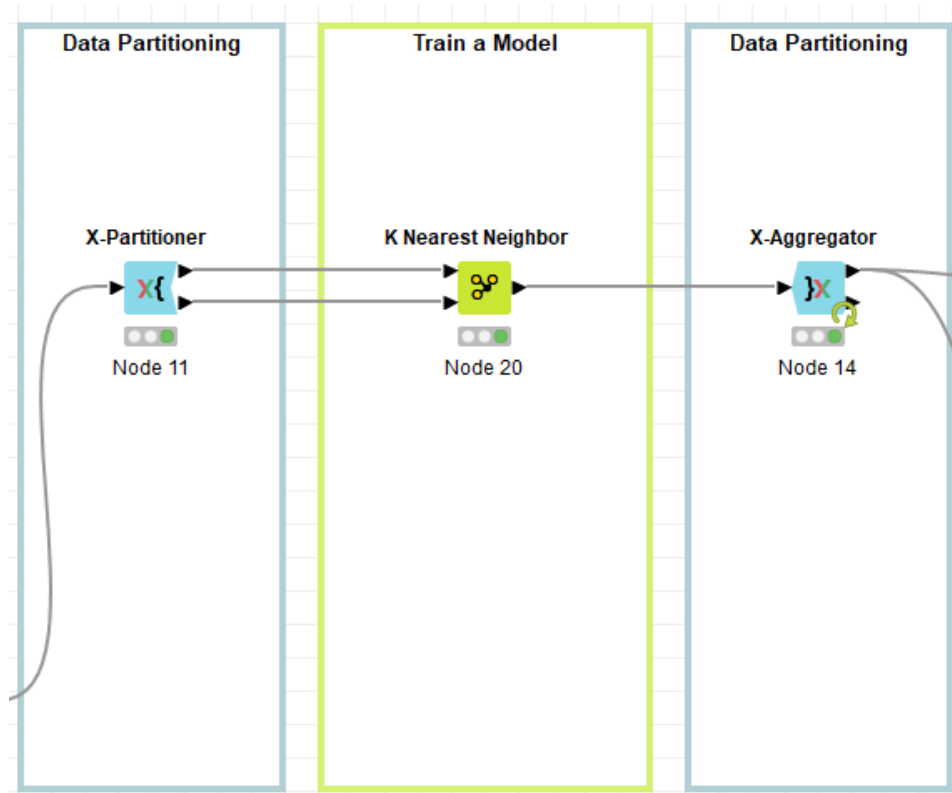 Data Partitioning
Train a Model
Data Partitioning
X-Partitioner
K Nearest Neighbor
X-Aggregator
X{
}X
Node 11
Node 20
Node 14